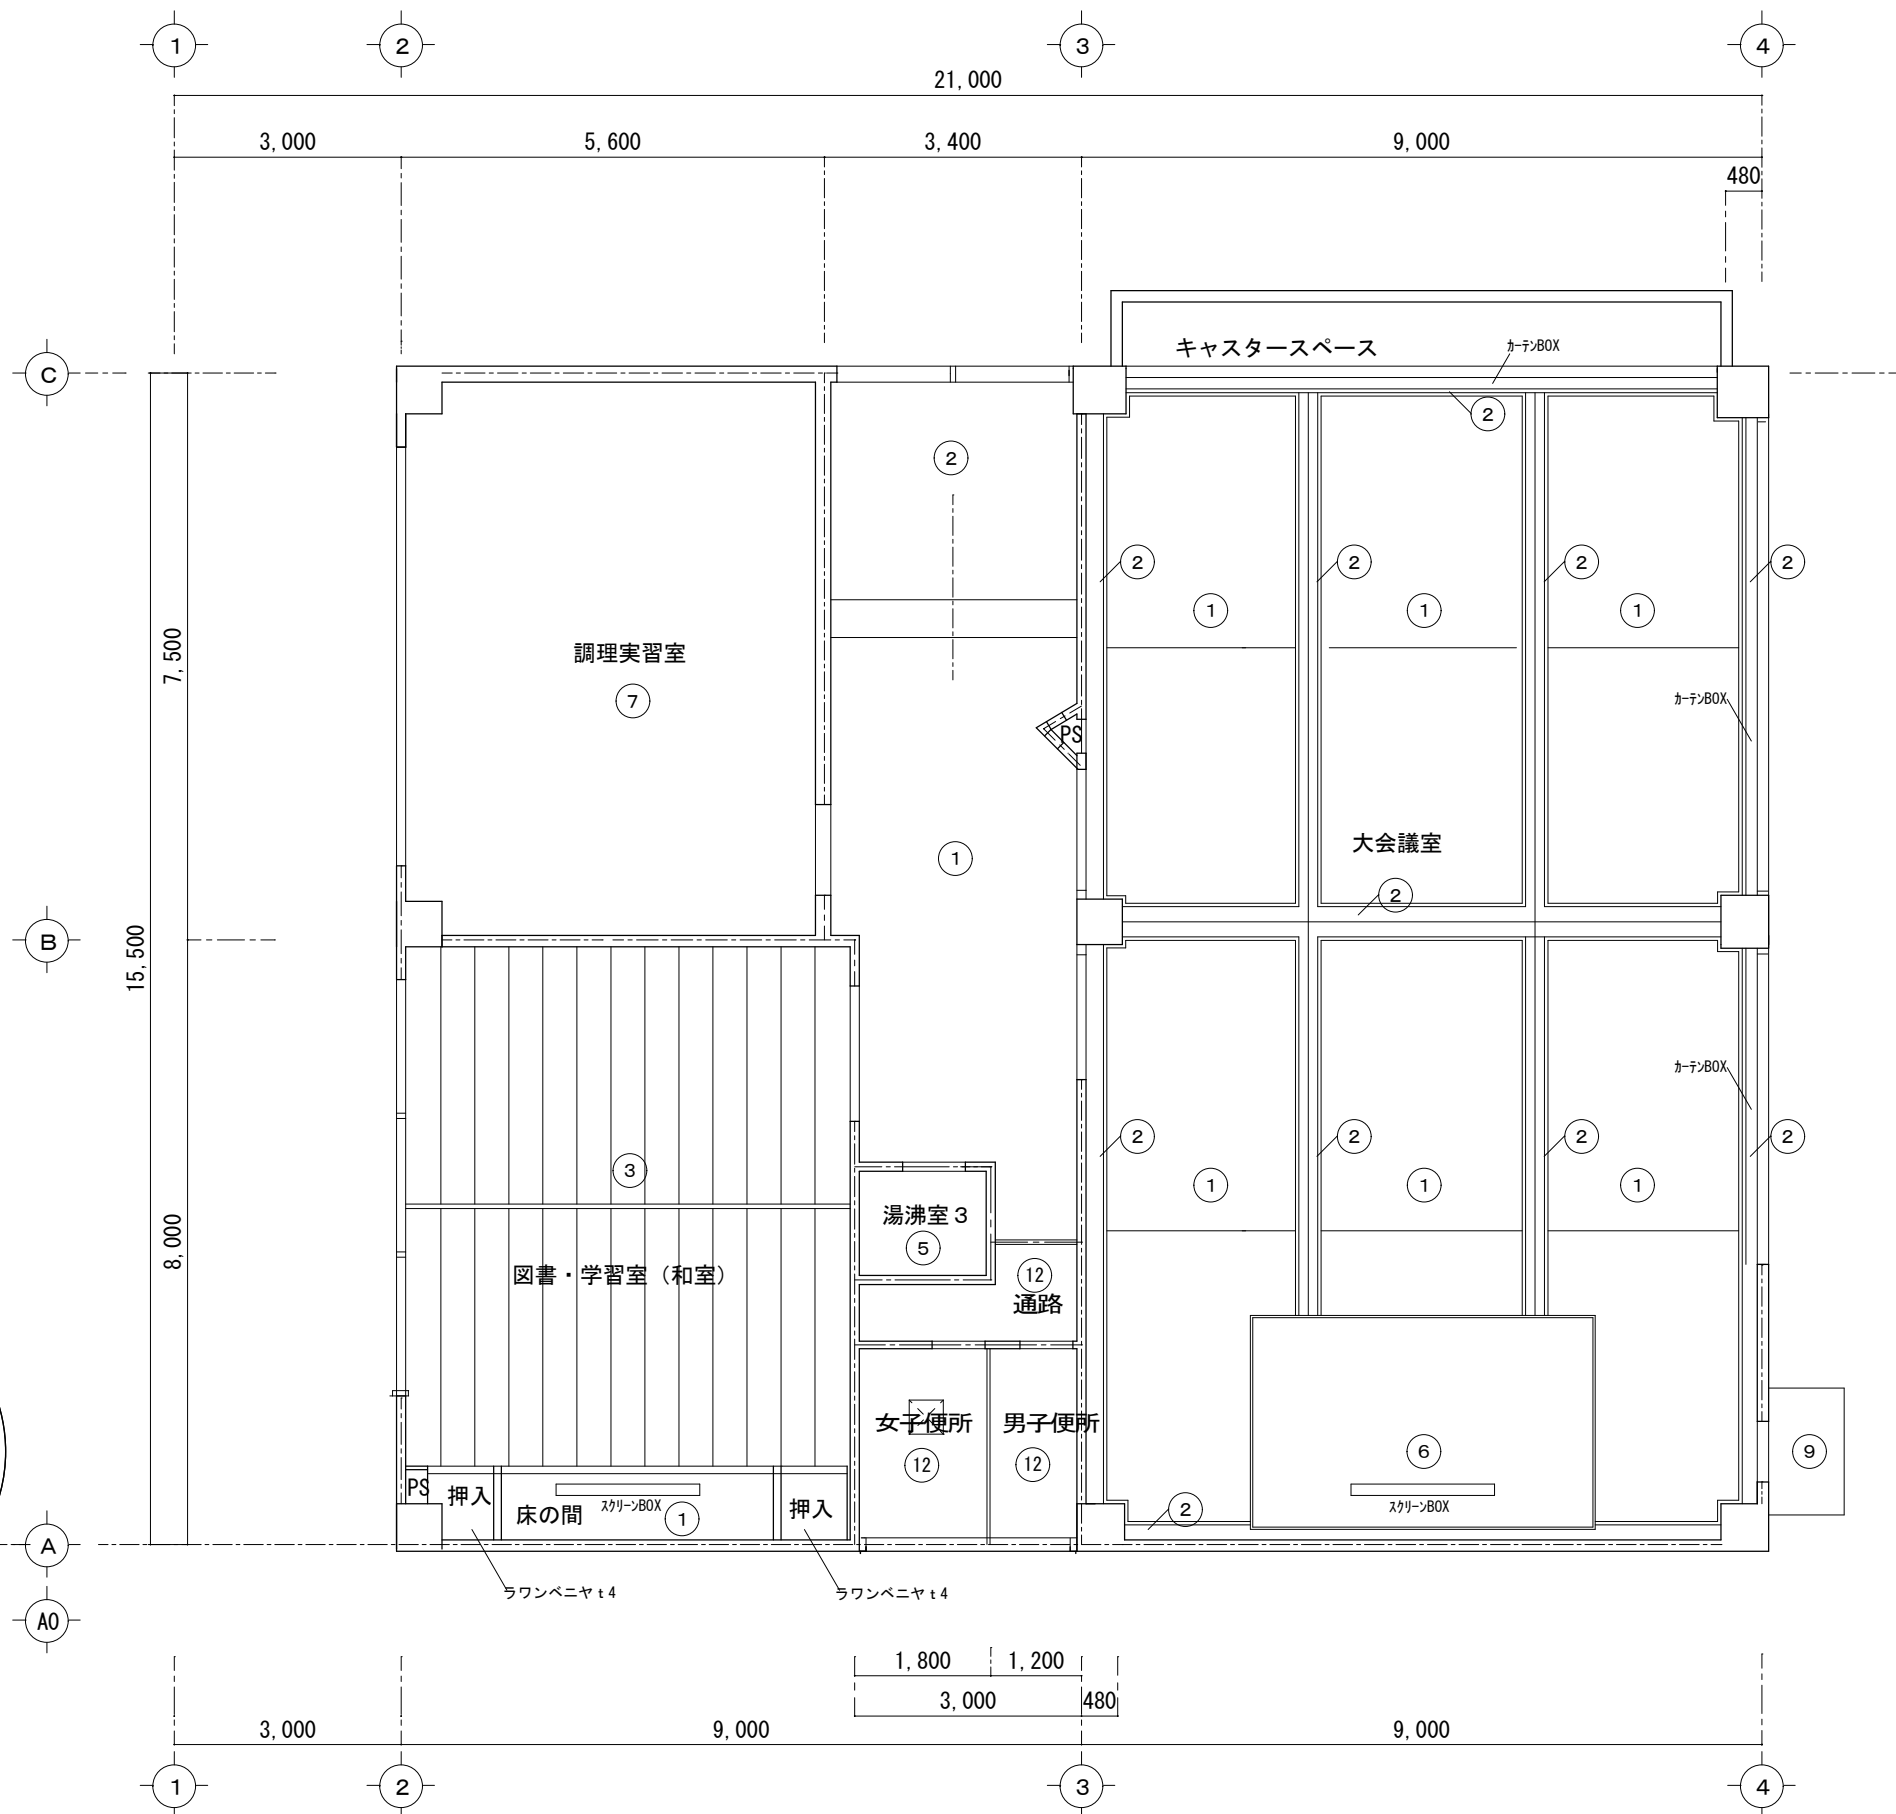 1 2 3 4
21,000
3,000 5,600 3,400 9,000
480
キャスタースペース カーテンBOX
C
2
2
2 2 2 2
1 1 1
7,500
調理実習室
7
カーテンBOX
PS
大会議室
1
2
B
15,500
カーテンBOX
2 2 2 2
3
1 1 1
湯沸室3
8,000
5
図書・学習室（和室）
12
通路
女子便所 男子便所
12 12
6
9
PS
押入 床の間 スクリーンBOX 1 押入
スクリーンBOX
2
A
ラワンベニヤt4 ラワンベニヤt4
A0
1,800 1,200
3,000 480
3,000 9,000 9,000
1 2 3 4